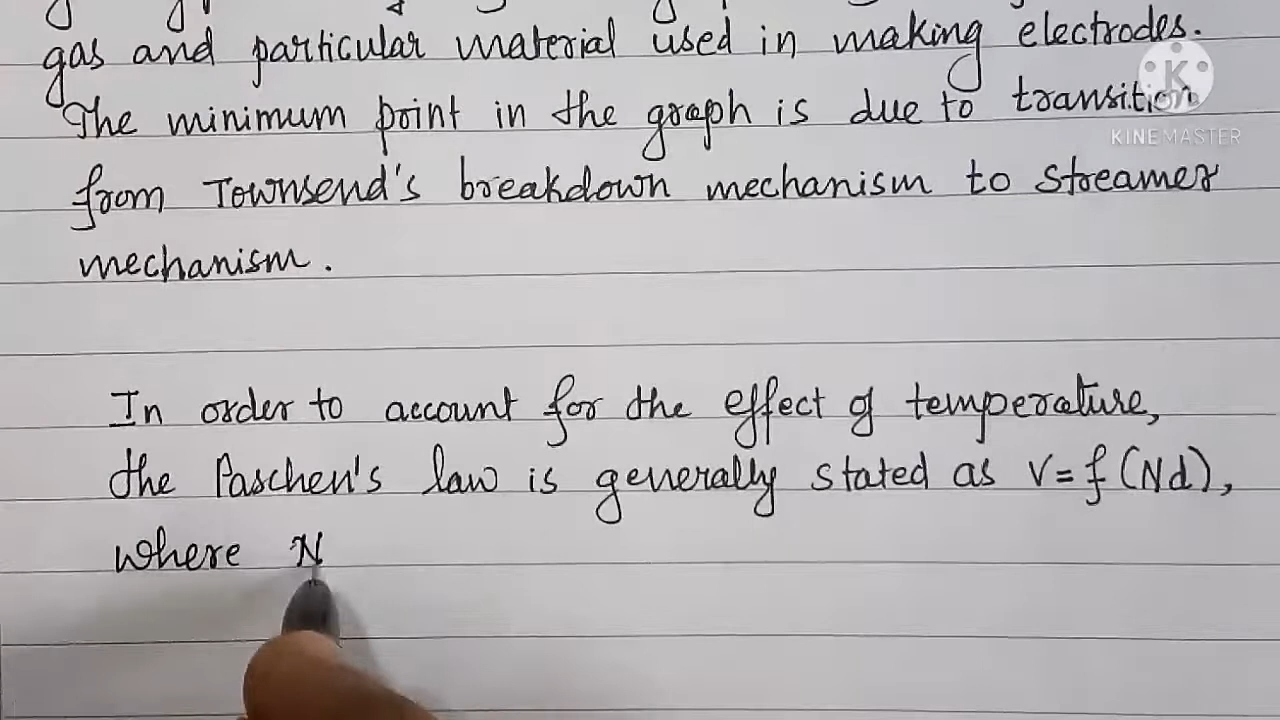 gas and particular material used in making electrodes.
The minimum point in the graph is due to transition
from Townsend's breakdown mechanism to streamer
mechanism.
In order to account for the effect of temperature,
the Paschen's law is generally stated as V = f (Nd),
where N
K
KINEMASTER